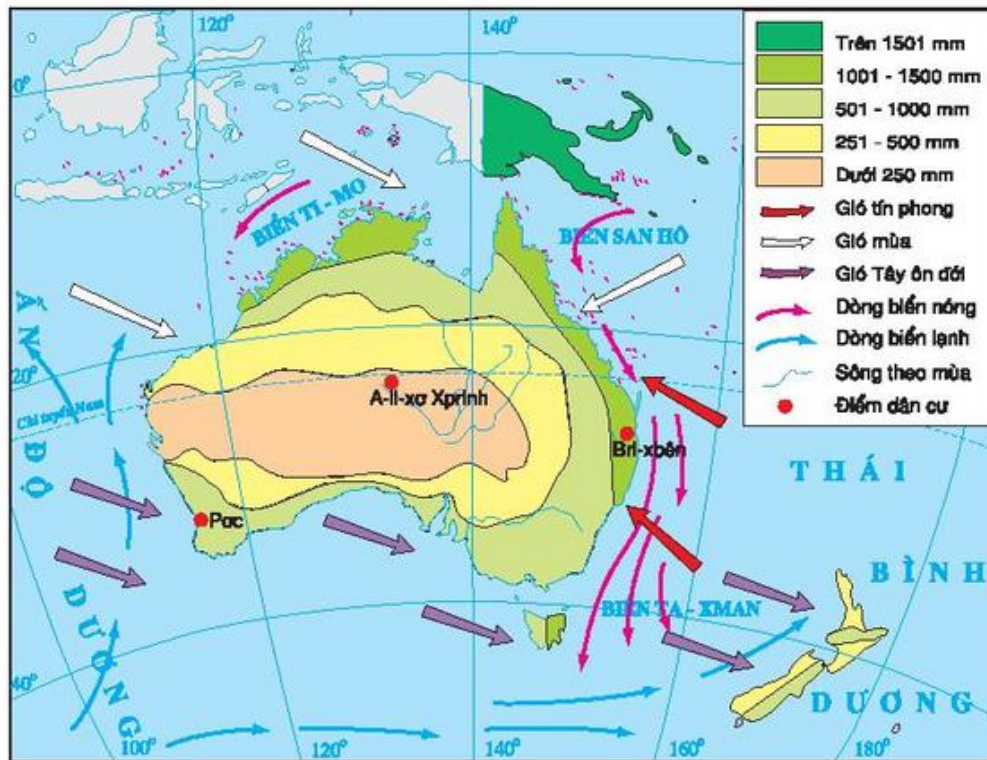 120°
140°
0°
Trên 1501 mm
1001 - 1500 mm
501 - 1000 mm
251 - 500 mm
Dưới 250 mm
Gió tín phong
Gió mùa
Gió Tây ôn đới
Dòng biển nóng
Dòng biển lạnh
Sông theo mùa
Điểm dân cư
BIỂN TI - MO
BIỂN SAN HÔ
20°
Chí tuyến Nam
A-li-xơ Xprinh
Bri-xbên
Pơc
ẤN ĐỘ DƯƠNG
THÁI
BÌNH
DƯƠNG
BIỂN TA - XMAN
40°
100°
120°
140°
160°
180°